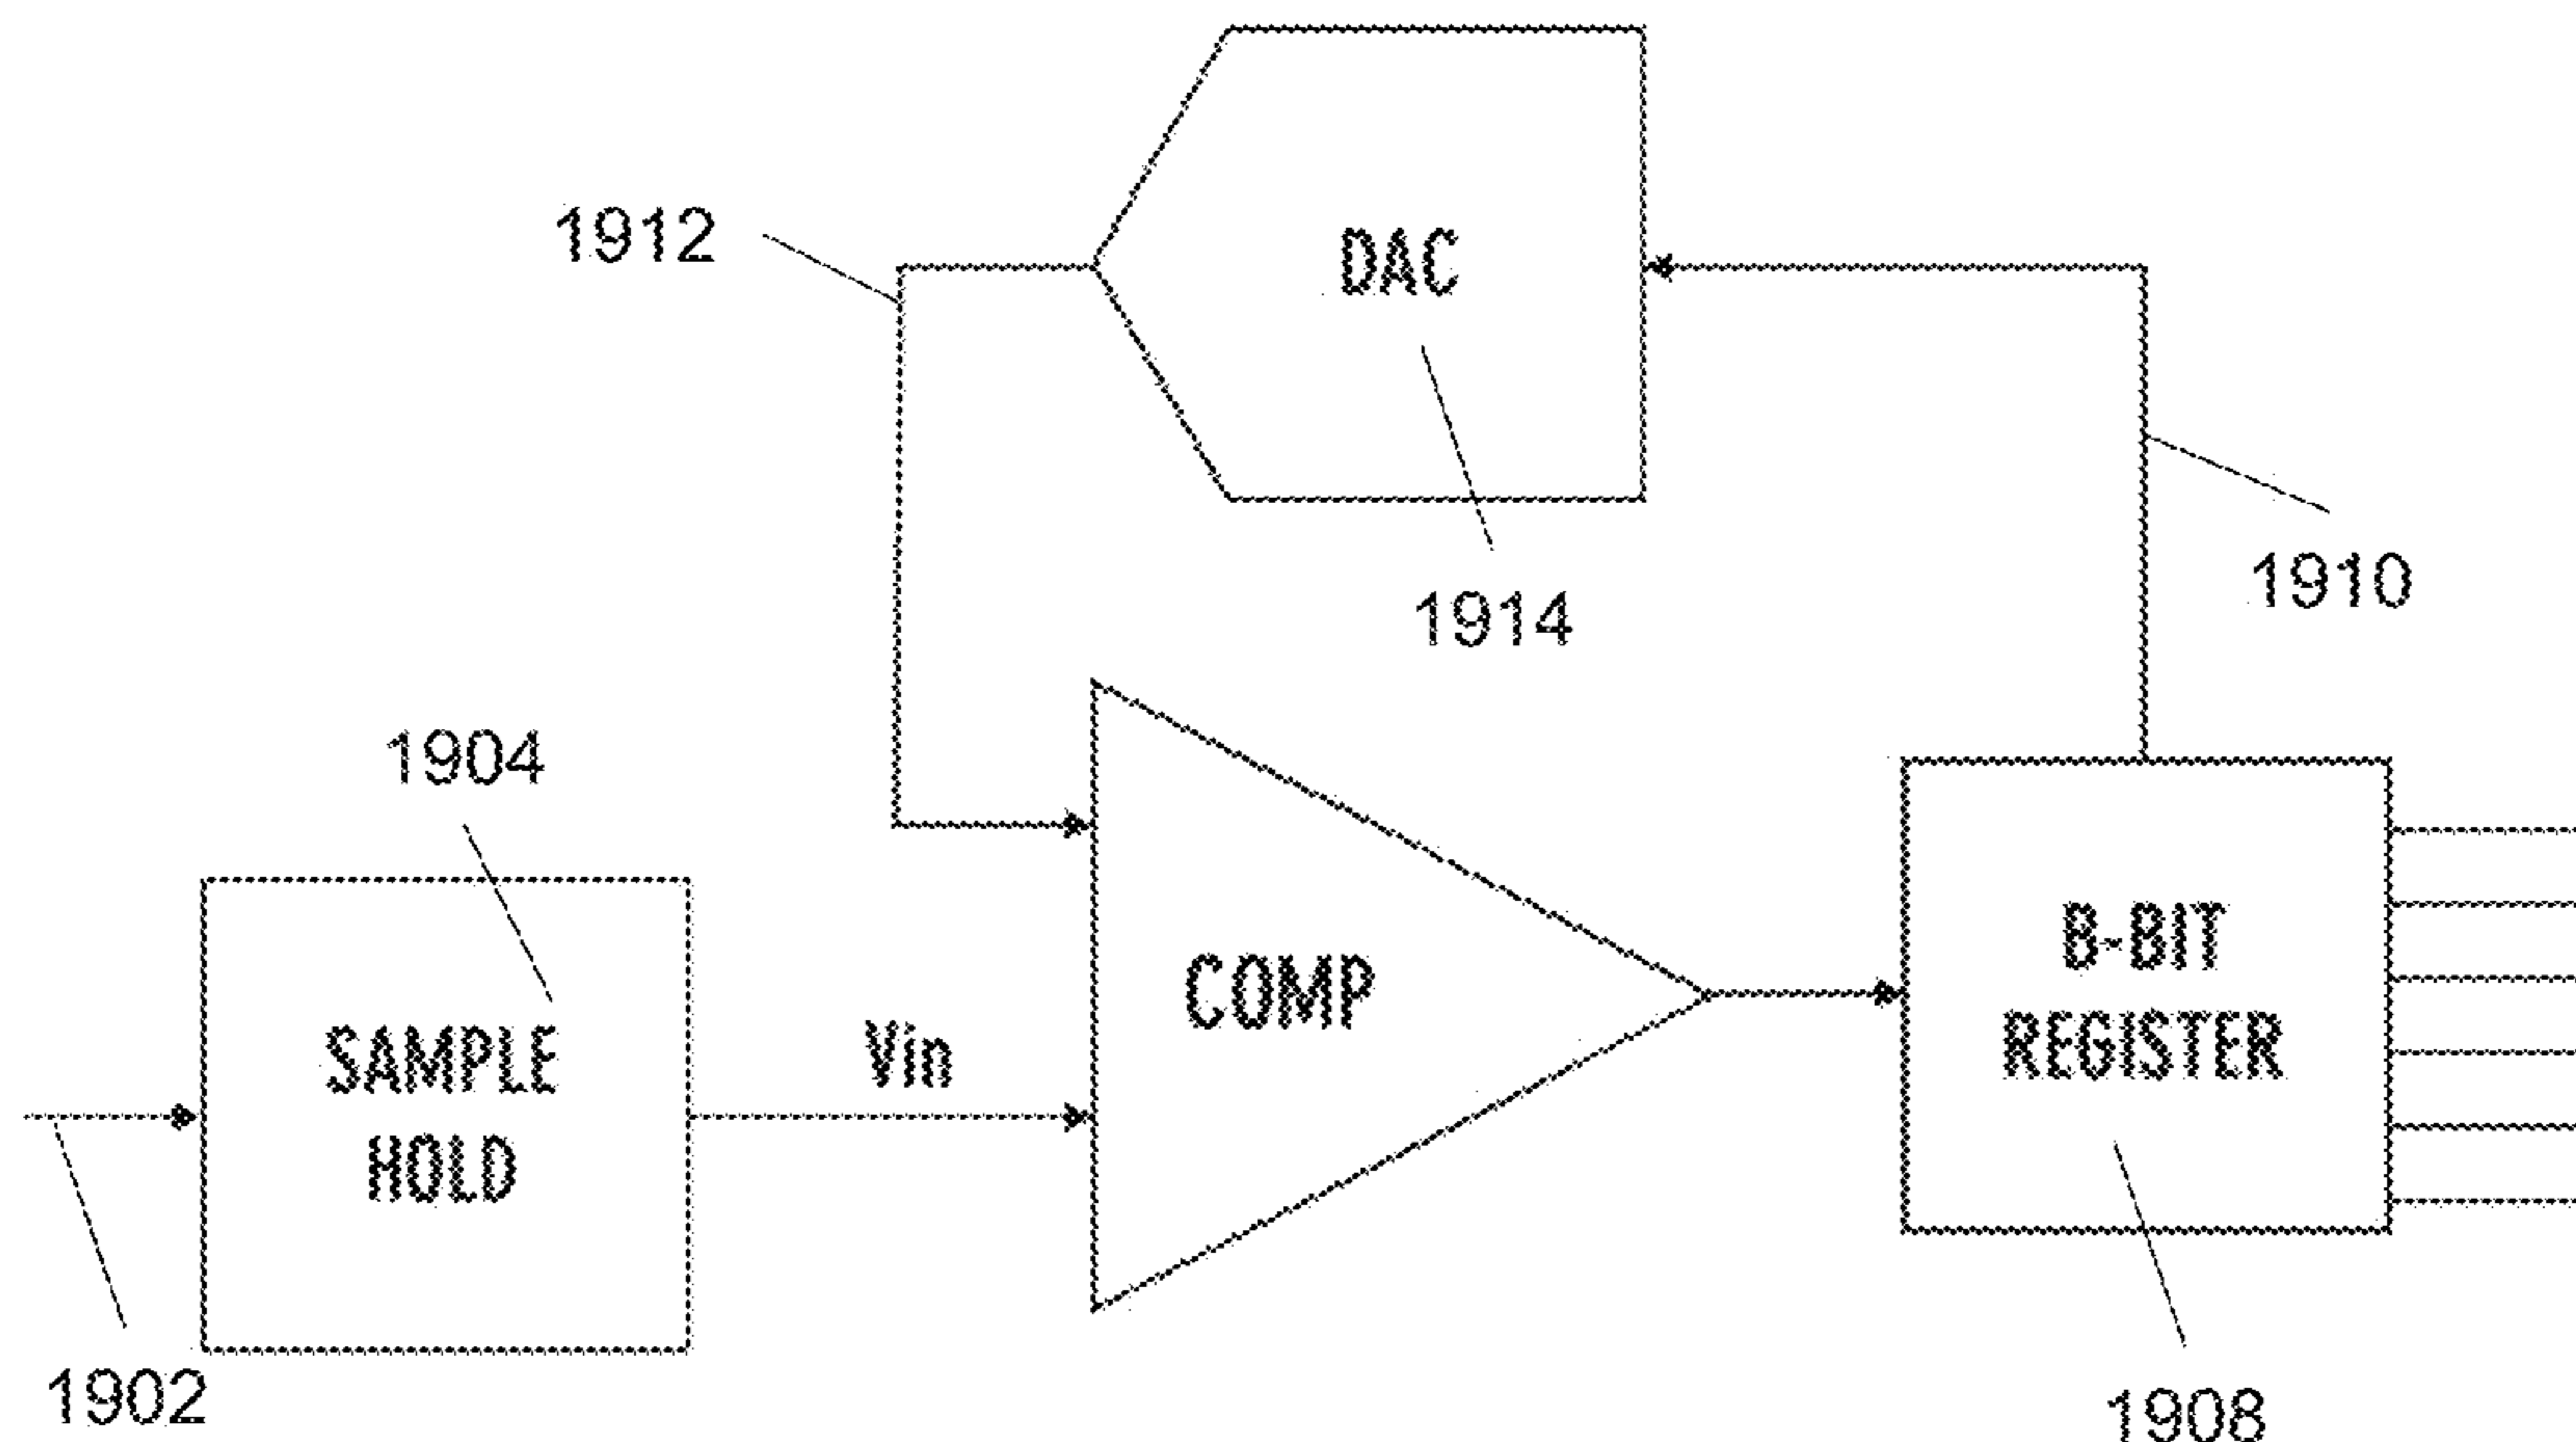 1912
DAC
1914
1910
1904
SAMPLE
HOLD
Vin
COMP
B-BIT
REGISTER
1902
1908